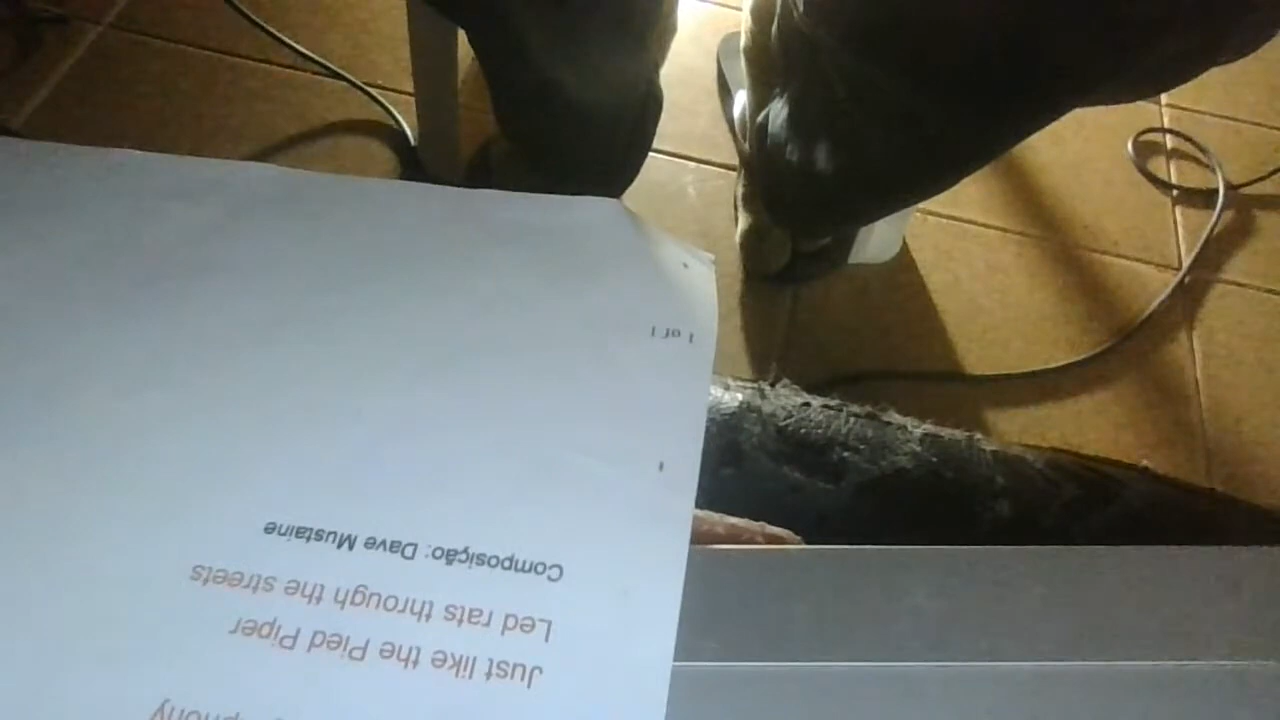 Just like the Pied Piper
Led rats through the streets
Composição: Dave Mustaine
1 of 1